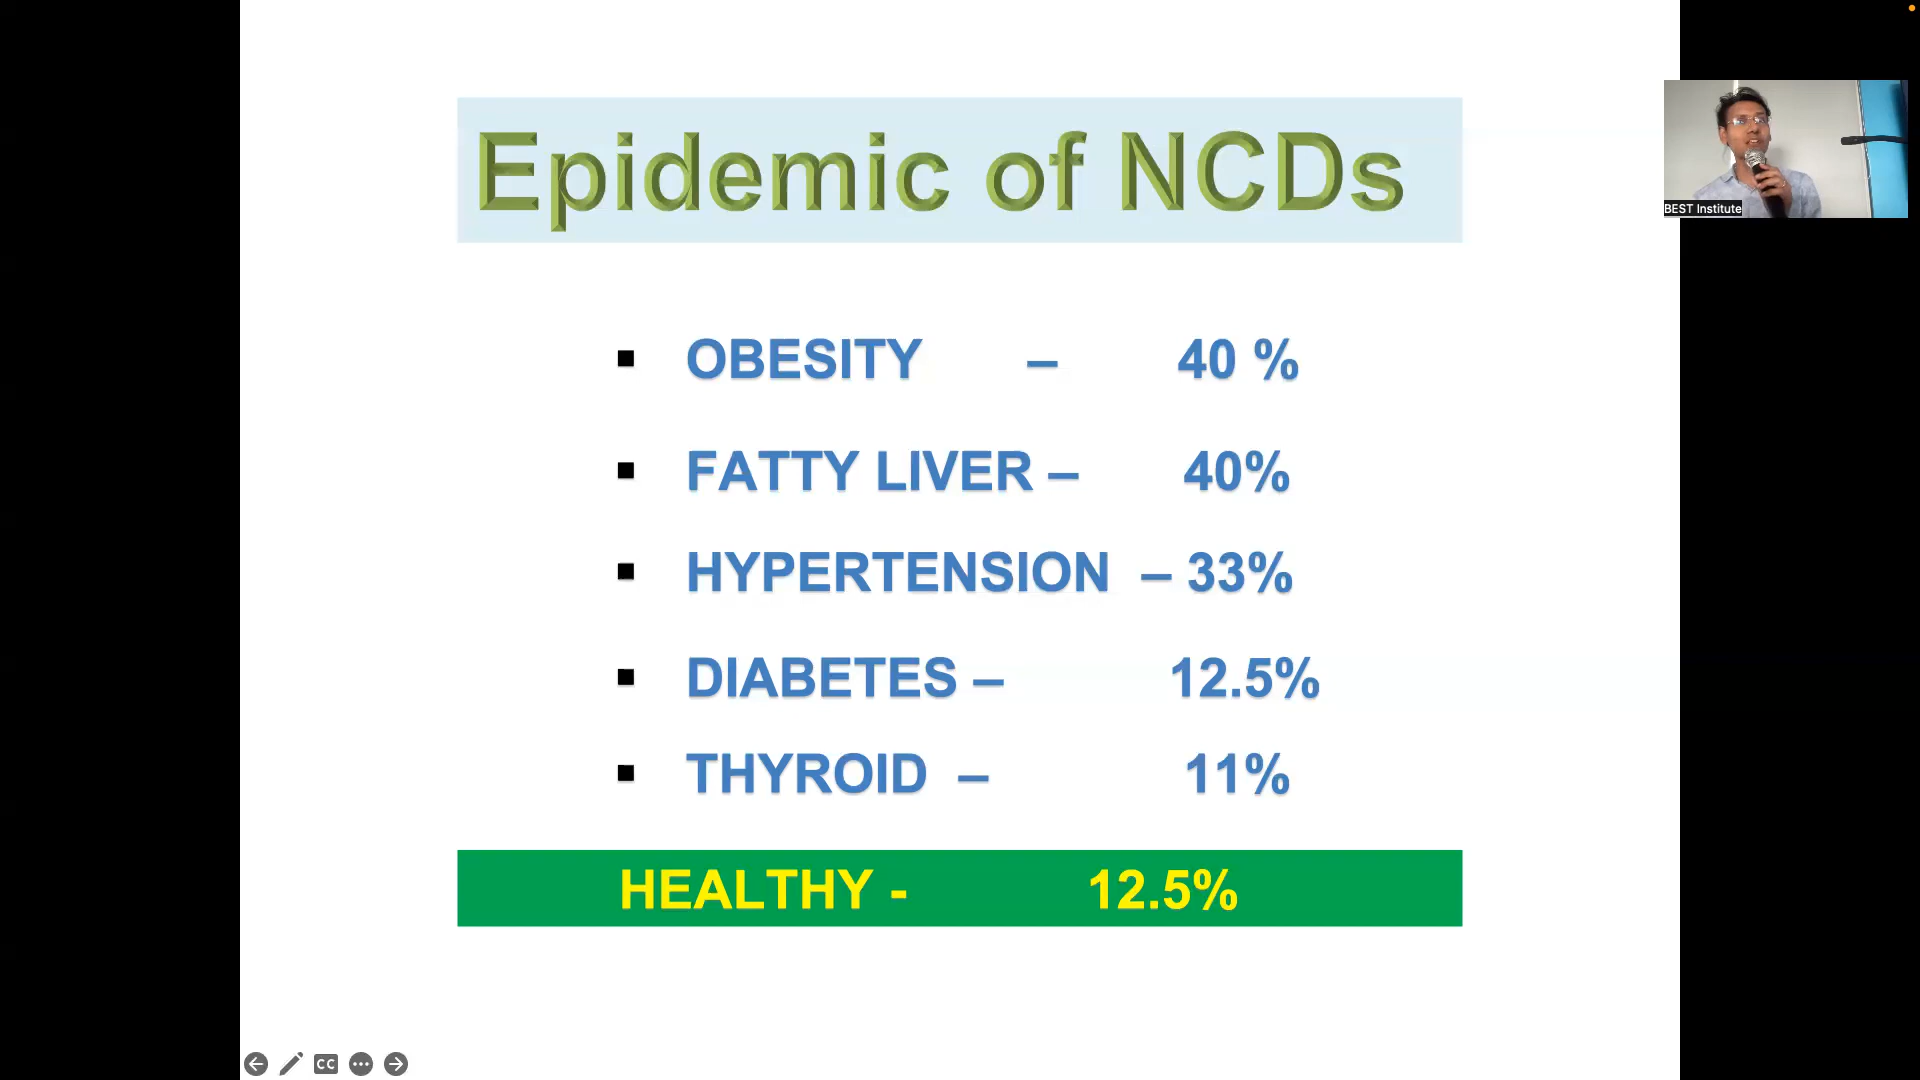 Epidemic of NCDs
BEST Institute
▪ OBESITY – 40 %
▪ FATTY LIVER – 40%
▪ HYPERTENSION – 33%
▪ DIABETES – 12.5%
▪ THYROID – 11%
HEALTHY - 12.5%
CC